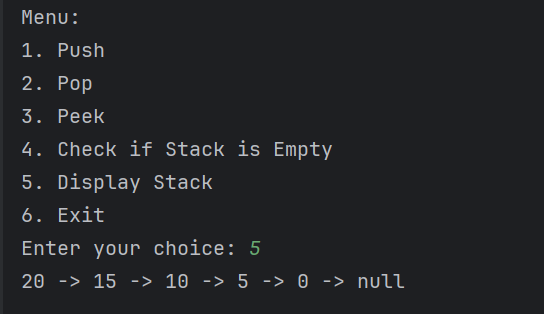 Menu:
1. Push
2. Pop
3. Peek
4. Check if Stack is Empty
5. Display Stack
6. Exit
Enter your choice: 5
20 -> 15 -> 10 -> 5 -> 0 -> null